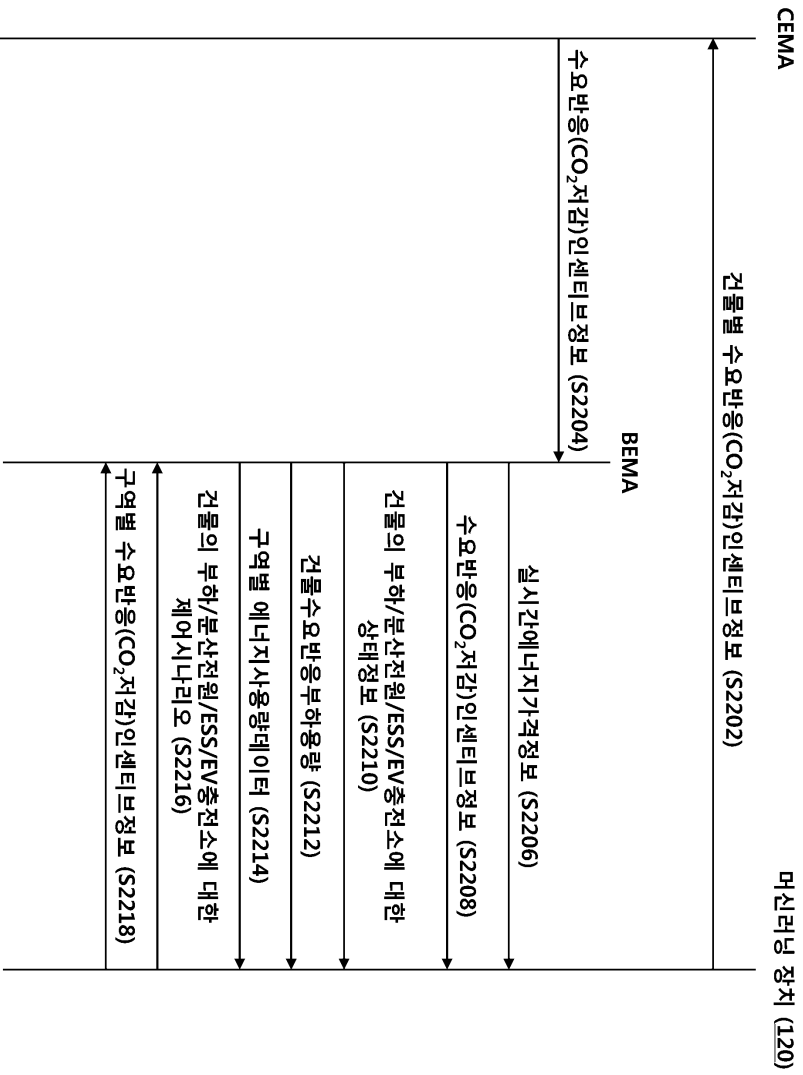 CEMA
머신러닝 장치 (120)
건물별 수요반응(CO₂저감)인센티브정보 (S2202)
BEMA
수요반응(CO₂저감)인센티브정보 (S2204)
실시간에너지가격정보 (S2206)
수요반응(CO₂저감)인센티브정보 (S2208)
건물의 부하/분산전원/ESS/EV충전소에 대한
상태정보 (S2210)
건물수요반응부하용량 (S2212)
구역별 에너지사용량데이터 (S2214)
건물의 부하/분산전원/ESS/EV충전소에 대한
제어시나리오 (S2216)
구역별 수요반응(CO₂저감)인센티브정보 (S2218)